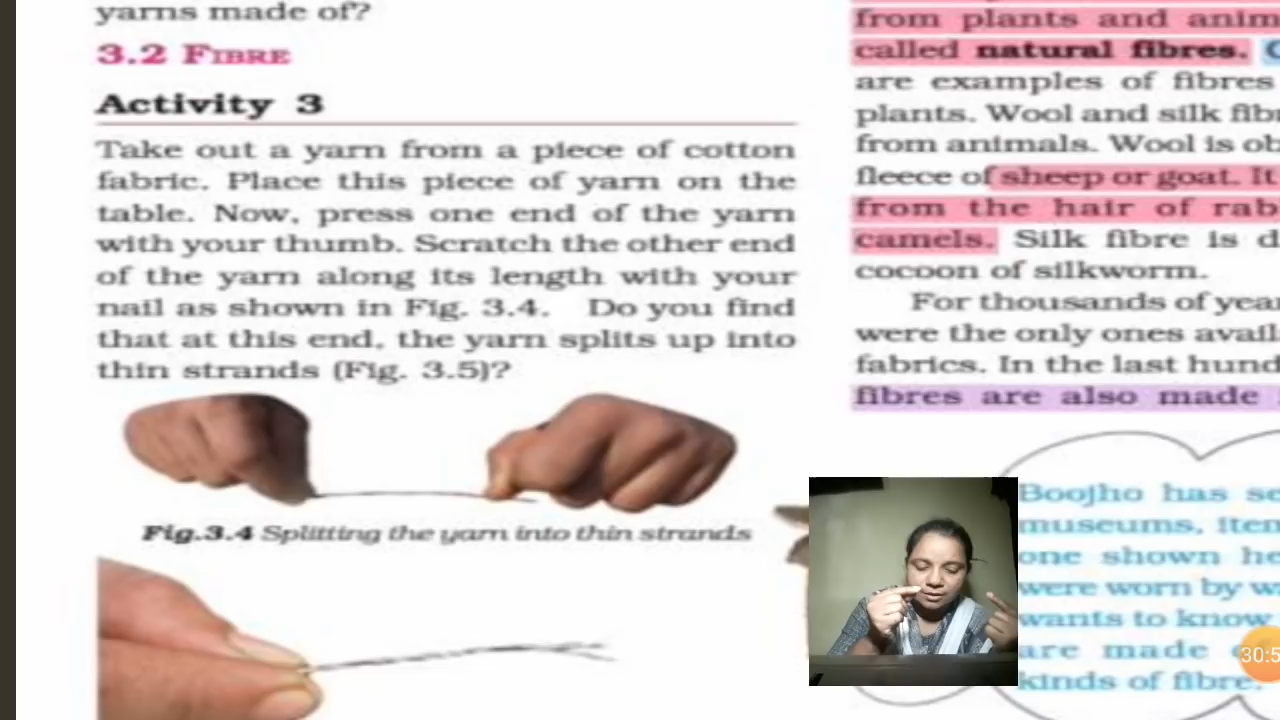 yarns made of?
3.2 FIBRE
Activity 3
Take out a yarn from a piece of cotton
fabric. Place this piece of yarn on the
table. Now, press one end of the yarn
with your thumb. Scratch the other end
of the yarn along its length with your
nail as shown in Fig. 3.4. Do you find
that at this end, the yarn splits up into
thin strands (Fig. 3.5)?
Fig.3.4 Splitting the yarn into thin strands
from plants and anim
called natural fibres.
are examples of fibres
plants. Wool and silk fib
from animals. Wool is ob
fleece of sheep or goat. It
from the hair of rab
camels. Silk fibre is d
cocoon of silkworm.
For thousands of year
were the only ones avail
fabrics. In the last hund
fibres are also made
Boojho has se
museums, item
one shown he
were worn by w
wants to know
are made
kinds of fibre.
30:5